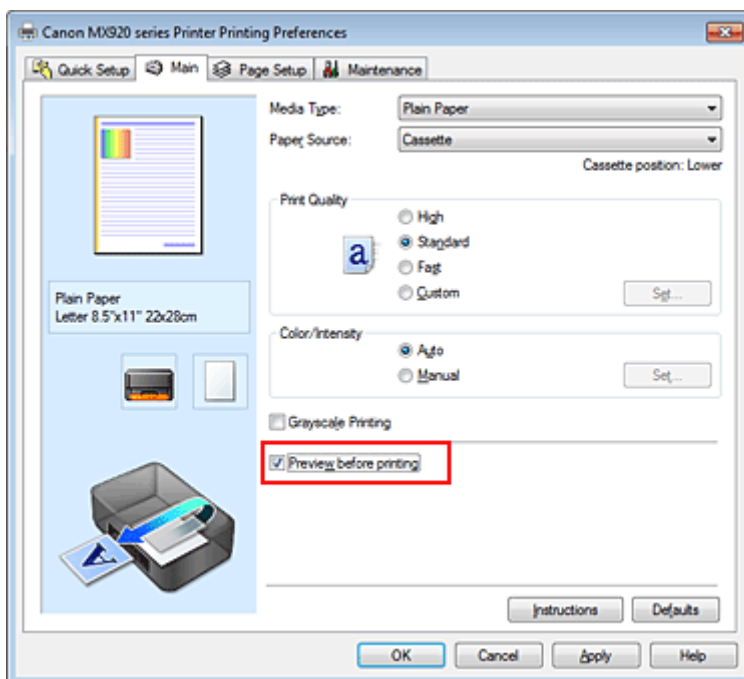 Canon MX920 series Printer Printing Preferences
Quick Setup
Main
Page Setup
Maintenance
Media Type:
Plain Paper
Paper Source:
Cassette
Cassette position: Lower
Print Quality
High
a
Standard
Fast
Custom
Set...
Plain Paper
Letter 8.5"x11" 22x28cm
Color/Intensity
Auto
Manual
Set...
Grayscale Printing
Preview before printing
A
Instructions
Defaults
OK
Cancel
Apply
Help